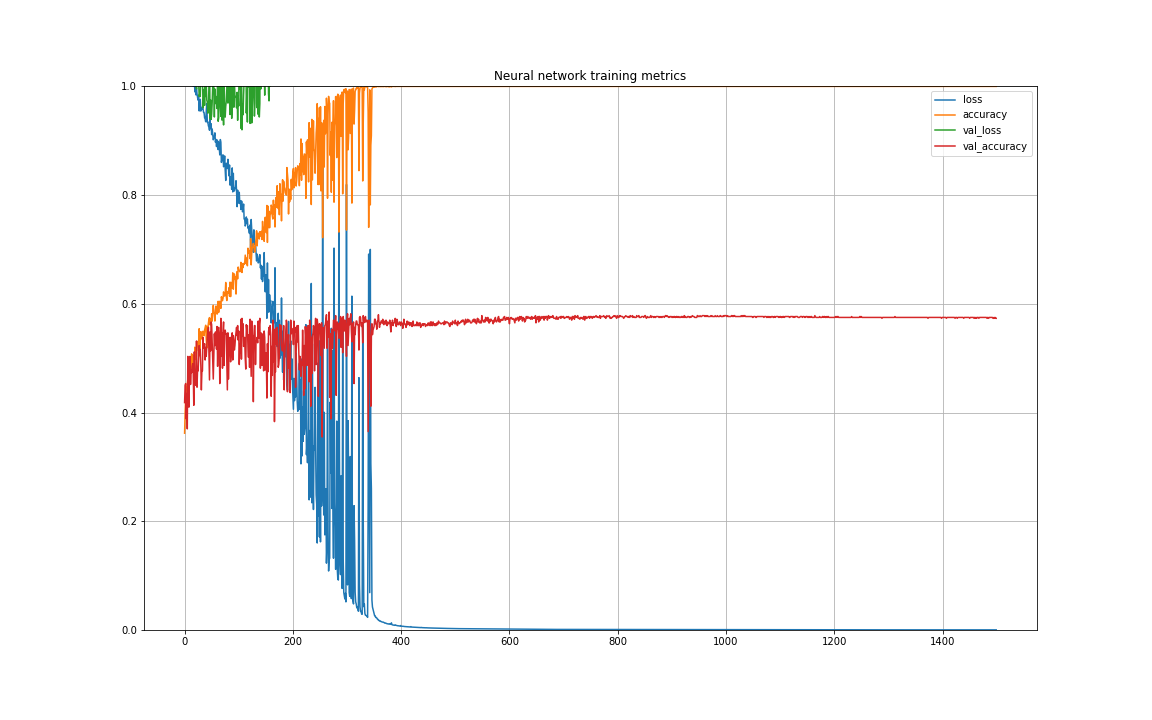 Neural network training metrics
1.0
0.8
0.6
0.4
0.2
0.0
loss
accuracy
val_loss
val_accuracy
0 200 400 600 800 1000 1200 1400